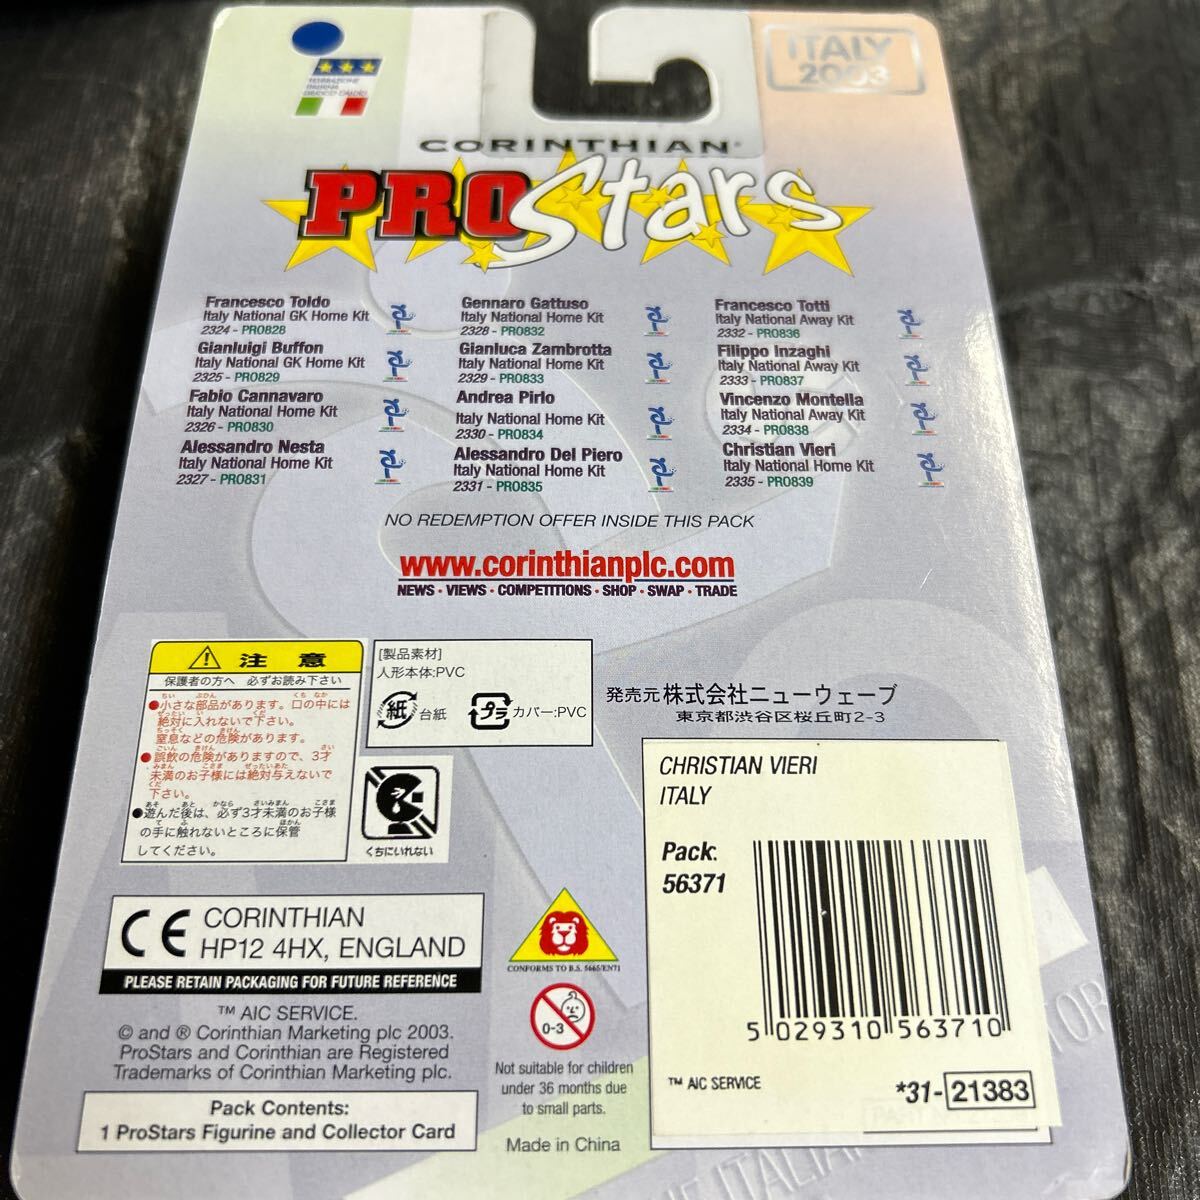 FEDERAZIONE
ITALIANA
GIUOCO CALCIO
ITALY
2003
CORINTHIAN®
PROStars
Francesco Toldo
Italy National GK Home Kit
2324 - PRO828
Gianluigi Buffon
Italy National GK Home Kit
2325 - PRO829
Fabio Cannavaro
Italy National Home Kit
2326 - PRO830
Alessandro Nesta
Italy National Home Kit
2327 - PRO831
Gennaro Gattuso
Italy National Home Kit
2328 - PRO832
Gianluca Zambrotta
Italy National Home Kit
2329 - PRO833
Andrea Pirlo
Italy National Home Kit
2330 - PRO834
Alessandro Del Piero
Italy National Home Kit
2331 - PRO835
Francesco Totti
Italy National Away Kit
2332 - PRO836
Filippo Inzaghi
Italy National Away Kit
2333 - PRO837
Vincenzo Montella
Italy National Away Kit
2334 - PRO838
Christian Vieri
Italy National Home Kit
2335 - PRO839
NO REDEMPTION OFFER INSIDE THIS PACK
www.corinthianplc.com
NEWS · VIEWS · COMPETITIONS · SHOP · SWAP · TRADE
注意
保護者の方へ 必ずお読み下さい
●小さな部品があります。口の中には
絶対に入れないで下さい。
窒息などの危険があります。
●誤飲の危険がありますので、3才
未満のお子様には絶対与えないで
下さい。
●遊んだ後は、必ず3才未満のお子様
の手に触れないところに保管
してください。
[製品素材]
人形本体:PVC
紙 台紙
プラ カバー:PVC
くちにいれない
発売元 株式会社ニューウェーブ
東京都渋谷区桜丘町2-3
CHRISTIAN VIERI
ITALY
Pack:
56371
5 029310 563710
™ AIC SERVICE
*31- 21383
CE CORINTHIAN
HP12 4HX, ENGLAND
PLEASE RETAIN PACKAGING FOR FUTURE REFERENCE
™ AIC SERVICE.
© and ® Corinthian Marketing plc 2003.
ProStars and Corinthian are Registered
Trademarks of Corinthian Marketing plc.
Pack Contents:
1 ProStars Figurine and Collector Card
CONFORMS TO B.S. 5665/EN71
0-3
Not suitable for children
under 36 months due
to small parts.
Made in China